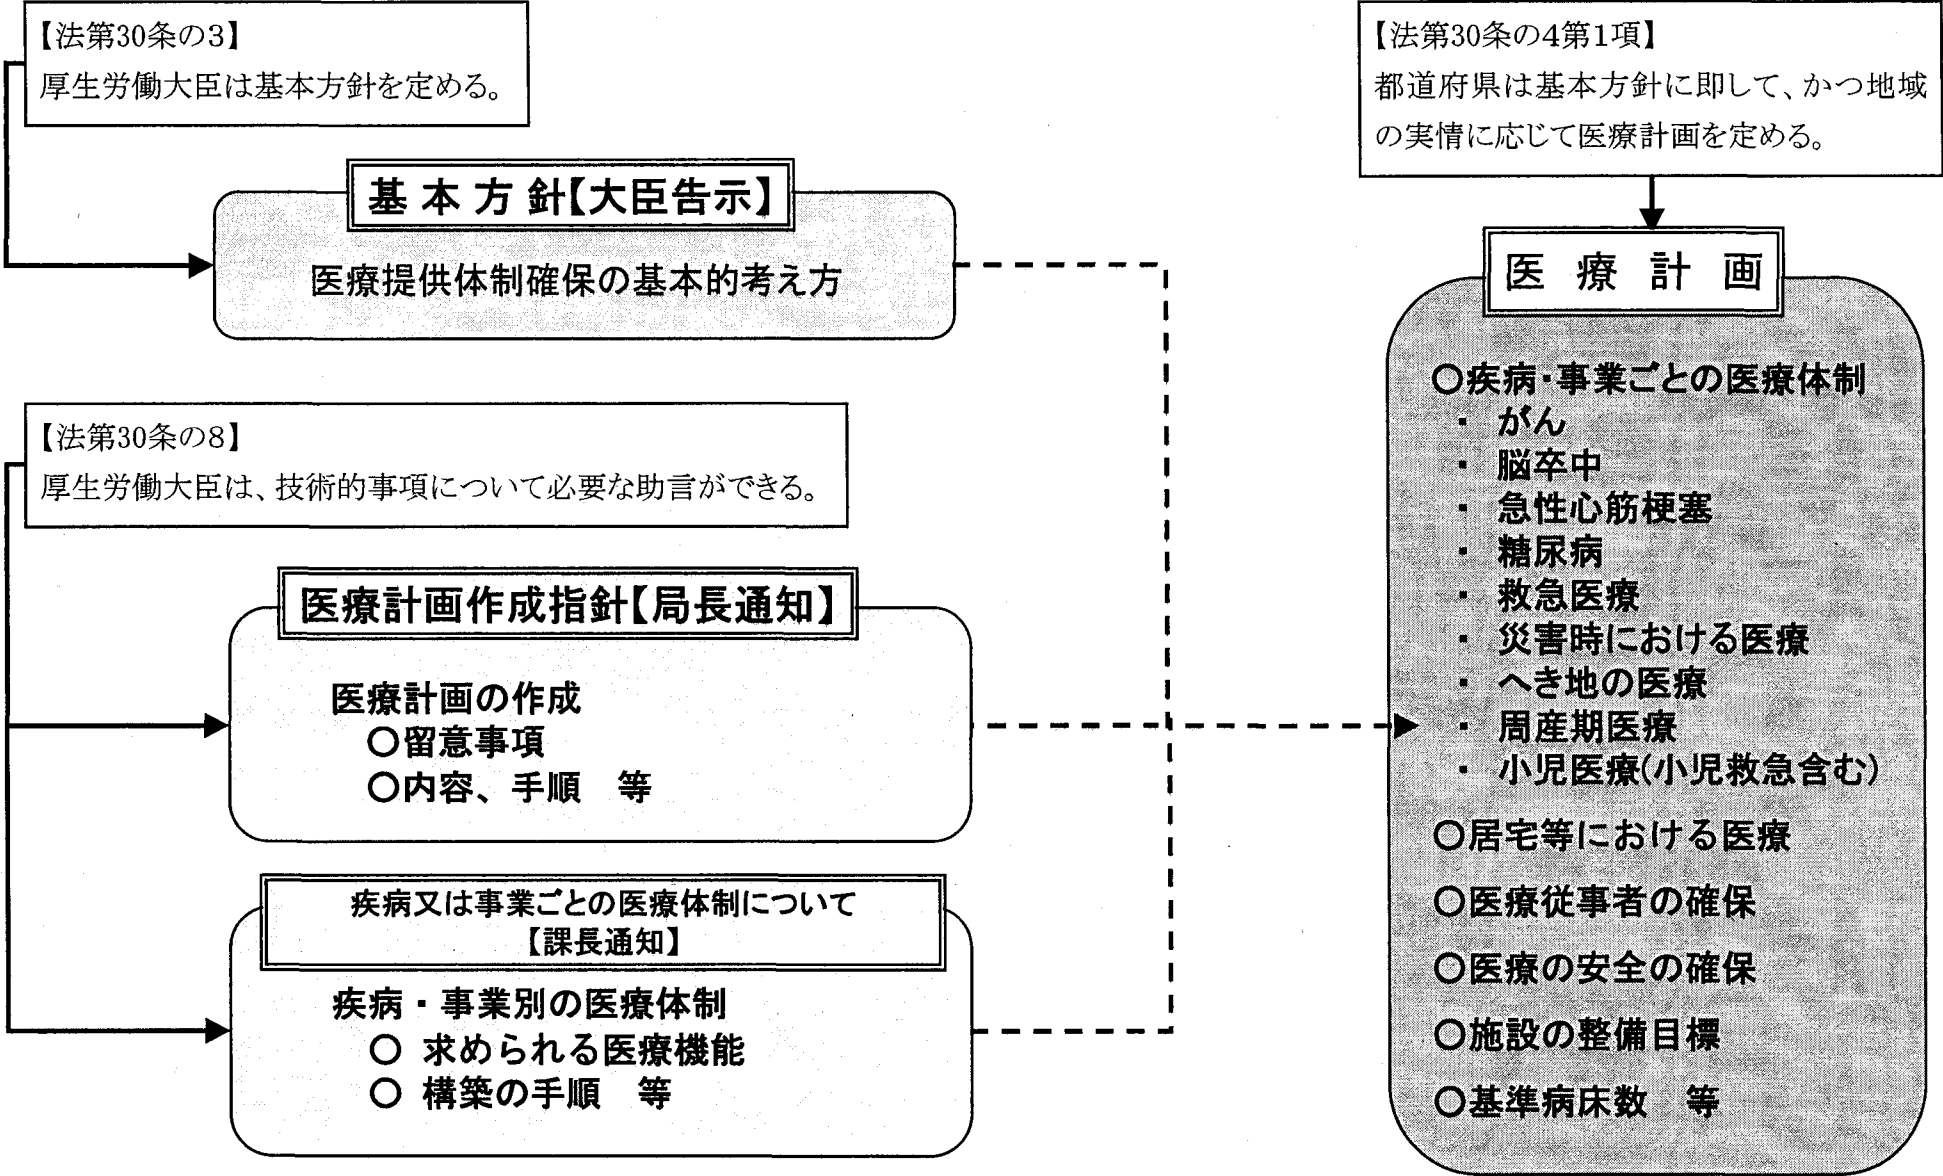 【法第30条の3】
厚生労働大臣は基本方針を定める。
基本方針【大臣告示】
医療提供体制確保の基本的考え方
【法第30条の8】
厚生労働大臣は、技術的事項について必要な助言ができる。
医療計画作成指針【局長通知】
医療計画の作成
○留意事項
○内容、手順　等
疾病又は事業ごとの医療体制について
【課長通知】
疾病・事業別の医療体制
○ 求められる医療機能
○ 構築の手順　等
【法第30条の4第1項】
都道府県は基本方針に即して、かつ地域
の実情に応じて医療計画を定める。
医療計画
○疾病・事業ごとの医療体制
・ がん
・ 脳卒中
・ 急性心筋梗塞
・ 糖尿病
・ 救急医療
・ 災害時における医療
・ へき地の医療
・ 周産期医療
・ 小児医療(小児救急含む)
○居宅等における医療
○医療従事者の確保
○医療の安全の確保
○施設の整備目標
○基準病床数　等